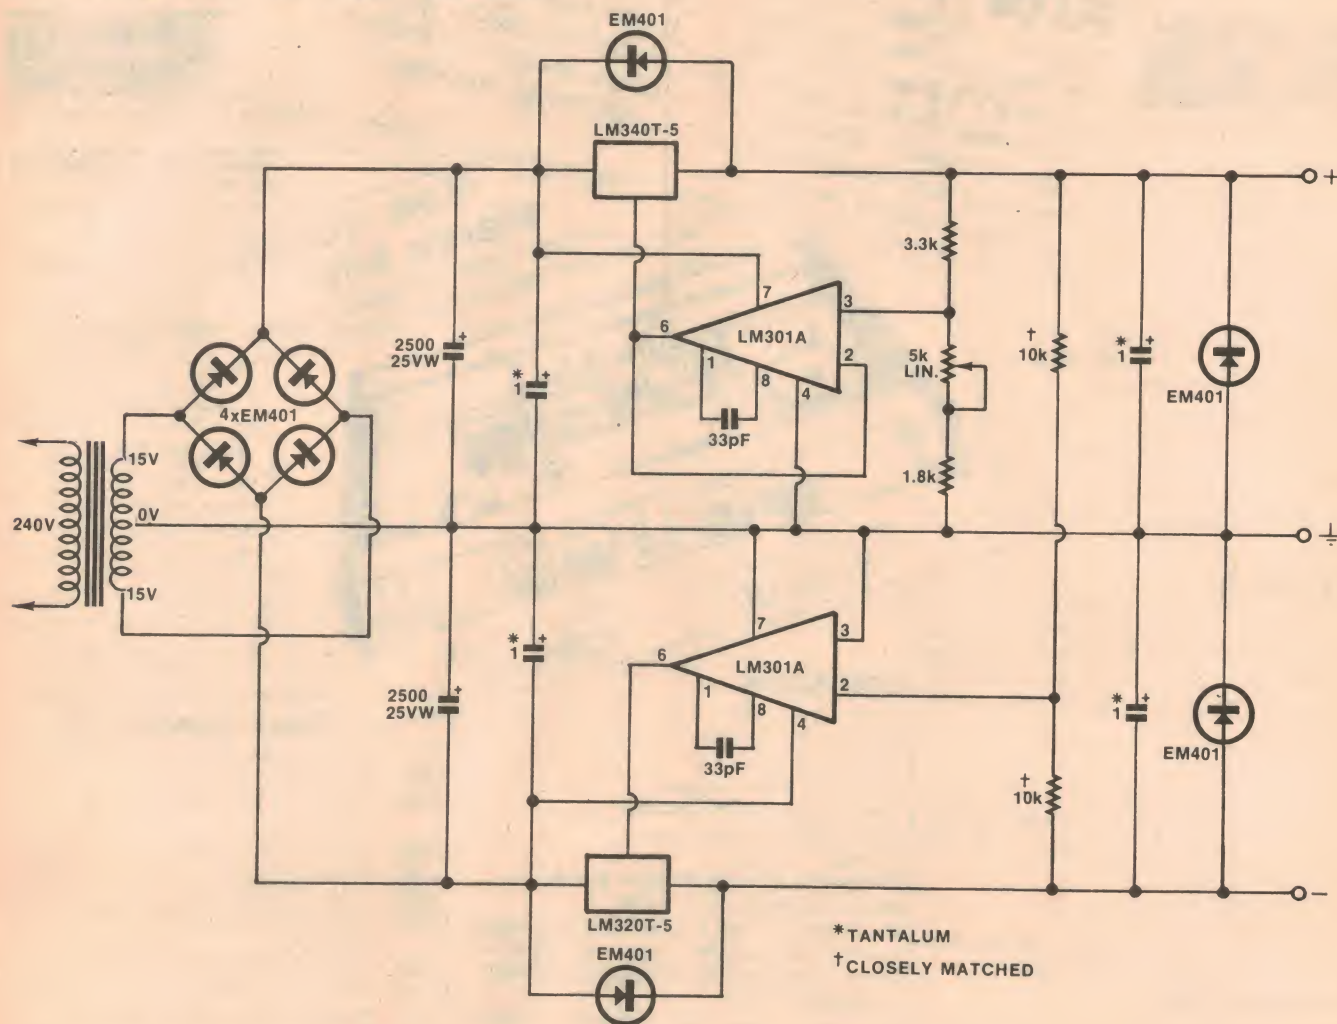 EM401
LM340T-5
+
3.3k
7
3
6
LM301A
2
1
8
4
33pF
5k
LIN.
1.8k
†
10k
*
1
+
EM401
2500
25VW
+
*
1
+
4xEM401
15V
0V
15V
240V
7
3
6
LM301A
2
1
8
4
33pF
*
1
+
2500
25VW
+
†
10k
*
1
+
EM401
LM320T-5
EM401
−
*TANTALUM
†CLOSELY MATCHED